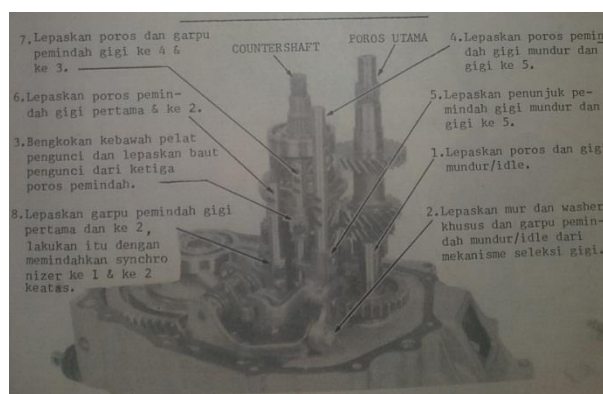 7.Lepaskan poros dan garpu
pemindah gigi ke 4 &
ke 3.
COUNTERSHAFT
POROS UTAMA
4.Lepaskan poros pemin
dah gigi mundur dan
gigi ke 5.
6.Lepaskan poros pemin-
dah gigi pertama & ke 2.
5.Lepaskan penunjuk pe-
mindah gigi mundur dan
gigi ke 5.
3.Bengkokan kebawah pelat
pengunci dan lepaskan baut
pengunci dari ketiga
poros pemindah.
1.Lepaskan poros dan gig
mundur/idle.
8.Lepaskan garpu pemindah gigi
pertama dan ke 2,
lakukan itu dengan
memindahkan synchro
nizer ke 1 & ke 2
keatas.
2.Lepaskan mur dan washer
khusus dan garpu pemin-
dah mundur/idle dari
mekanisme seleksi gigi.